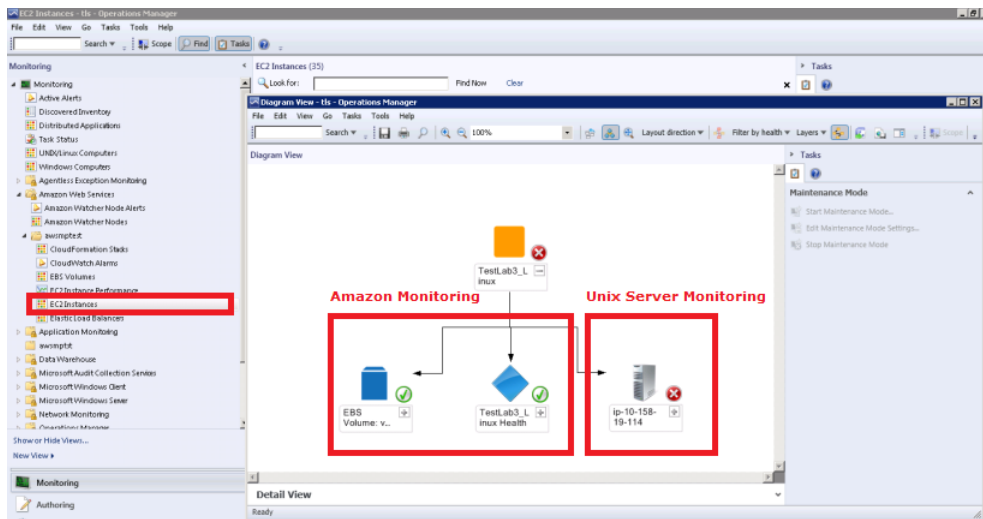 EC2 Instances - tls - Operations Manager
File Edit View Go Tasks Tools Help
Search Scope Find Tasks
Monitoring
Monitoring
Active Alerts
Discovered Inventory
Distributed Applications
Task Status
UNIX/Linux Computers
Windows Computers
Agentless Exception Monitoring
Amazon Web Services
Amazon Watcher Node Alerts
Amazon Watcher Nodes
awsmptest
CloudFormation Stacks
CloudWatch Alarms
EBS Volumes
EC2 Instance Performance
EC2 Instances
Elastic Load Balancers
Application Monitoring
awsmptst
Data Warehouse
Microsoft Audit Collection Services
Microsoft Windows Client
Microsoft Windows Server
Network Monitoring
Operations Manager
Show or Hide Views...
New View
Monitoring
Authoring
EC2 Instances (35)
Look for: Find Now Clear
Tasks
Diagram View - tls - Operations Manager
File Edit View Go Tasks Tools Help
Search 100% Layout direction Filter by health Layers Scope
Diagram View
Tasks
Maintenance Mode
Start Maintenance Mode...
Edit Maintenance Mode Settings...
Stop Maintenance Mode
TestLab3_L
inux
Amazon Monitoring
Unix Server Monitoring
EBS
Volume: v...
TestLab3_L
inux Health
ip-10-158-
19-114
Detail View
Ready